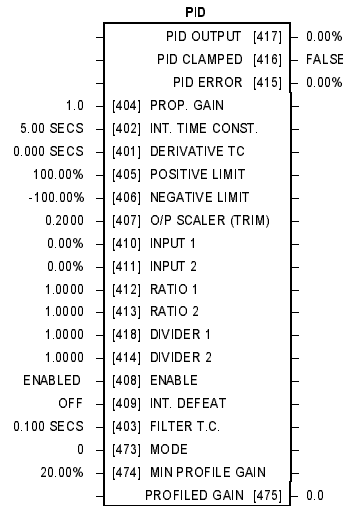 PID
PID OUTPUT [417] 0.00%
PID CLAMPED [416] FALSE
PID ERROR [415] 0.00%
1.0 [404] PROP. GAIN
5.00 SECS [402] INT. TIME CONST.
0.000 SECS [401] DERIVATIVE TC
100.00% [405] POSITIVE LIMIT
-100.00% [406] NEGATIVE LIMIT
0.2000 [407] O/P SCALER (TRIM)
0.00% [410] INPUT 1
0.00% [411] INPUT 2
1.0000 [412] RATIO 1
1.0000 [413] RATIO 2
1.0000 [418] DIVIDER 1
1.0000 [414] DIVIDER 2
ENABLED [408] ENABLE
OFF [409] INT. DEFEAT
0.100 SECS [403] FILTER T.C.
0 [473] MODE
20.00% [474] MIN PROFILE GAIN
PROFILED GAIN [475] 0.0